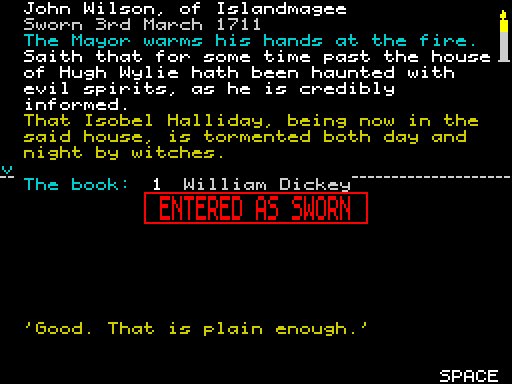 John Wilson, of Islandmagee
Sworn 3rd March 1711
The Mayor warms his hands at the fire.
Saith that for some time past the house
of Hugh Wylie hath been haunted with
evil spirits, as he is credibly
informed.
That Isobel Halliday, being now in the
said house, is tormented both day and
night by witches.
v
The book: 1 William Dickey
ENTERED AS SWORN
'Good. That is plain enough.'
SPACE